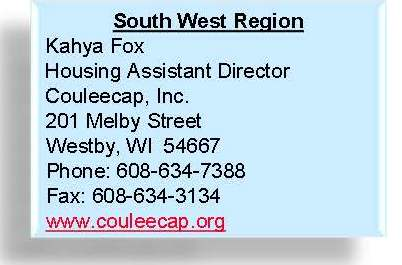 South West Region
Kahya Fox
Housing Assistant Director
Couleecap, Inc.
201 Melby Street
Westby, WI  54667
Phone: 608-634-7388
Fax: 608-634-3134
www.couleecap.org